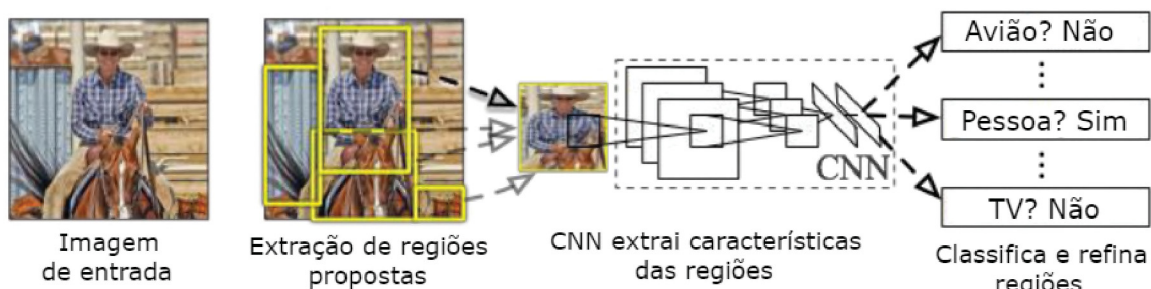 Imagem
de entrada
Extração de regiões
propostas
CNN
CNN extrai características
das regiões
Avião? Não
Pessoa? Sim
TV? Não
Classifica e refina
regiões